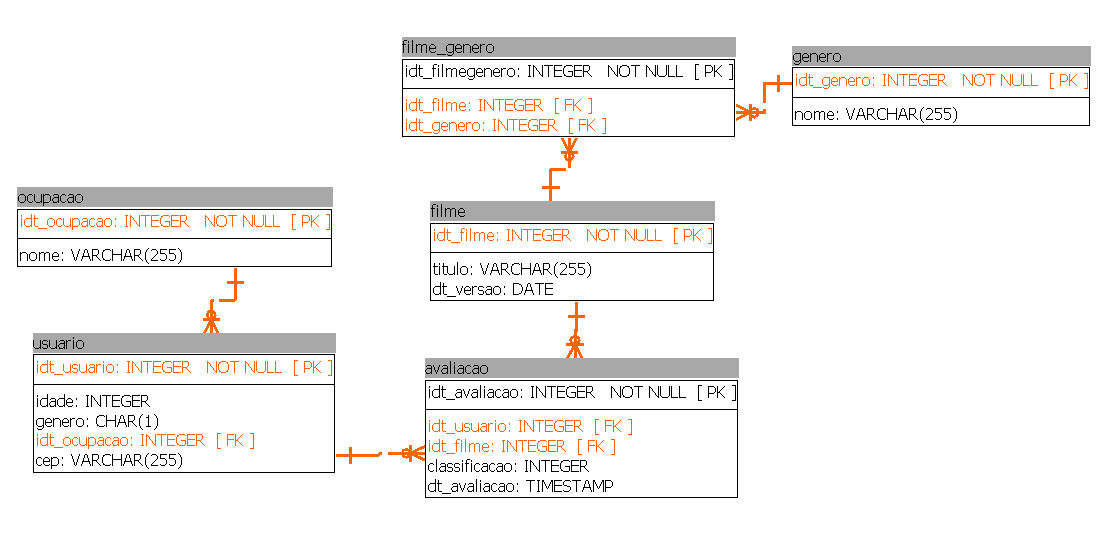 filme_genero
idt_filmegenero: INTEGER NOT NULL [ PK ]
idt_filme: INTEGER [ FK ]
idt_genero: INTEGER [ FK ]
genero
idt_genero: INTEGER NOT NULL [ PK ]
nome: VARCHAR(255)
ocupacao
idt_ocupacao: INTEGER NOT NULL [ PK ]
nome: VARCHAR(255)
filme
idt_filme: INTEGER NOT NULL [ PK ]
titulo: VARCHAR(255)
dt_versao: DATE
usuario
idt_usuario: INTEGER NOT NULL [ PK ]
idade: INTEGER
genero: CHAR(1)
idt_ocupacao: INTEGER [ FK ]
cep: VARCHAR(255)
avaliacao
idt_avaliacao: INTEGER NOT NULL [ PK ]
idt_usuario: INTEGER [ FK ]
idt_filme: INTEGER [ FK ]
classificacao: INTEGER
dt_avaliacao: TIMESTAMP